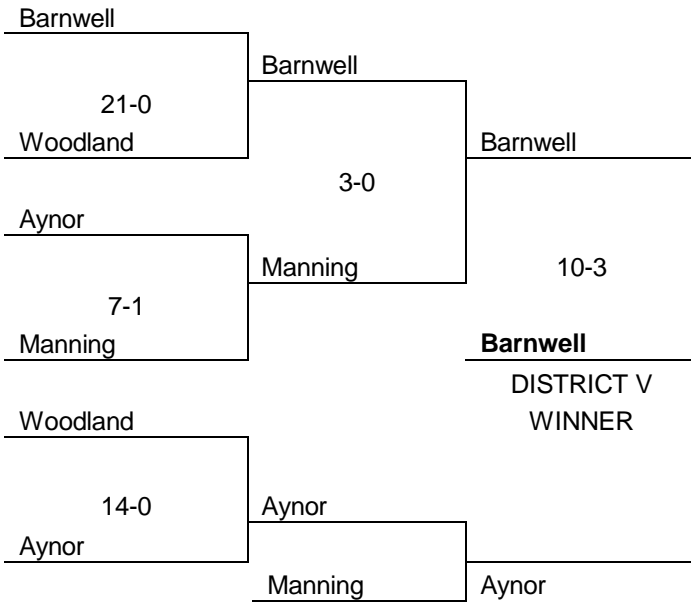 Barnwell
Barnwell
21-0
Woodland
Barnwell
3-0
Aynor
Manning
10-3
7-1
Manning
Barnwell
DISTRICT V
Woodland
WINNER
14-0
Aynor
Aynor
Manning
Aynor